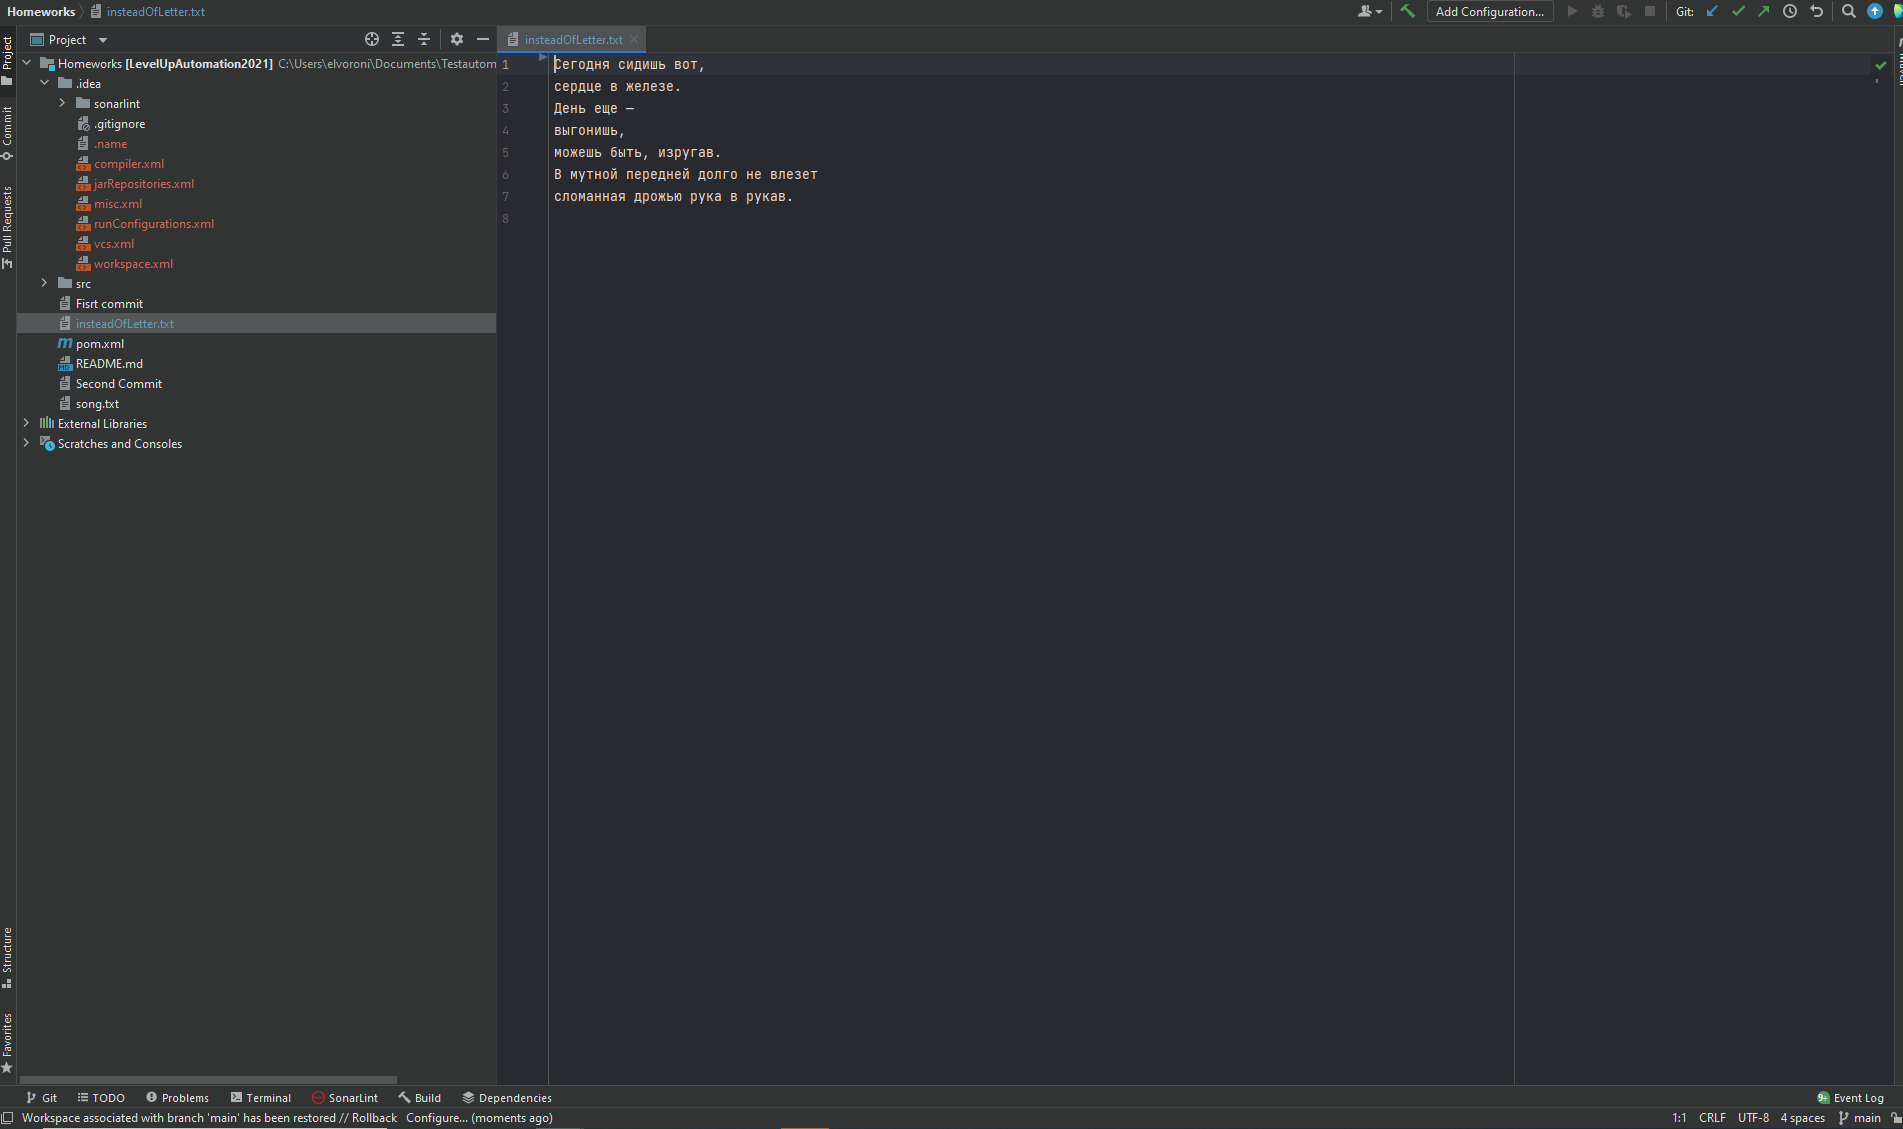 Homeworks insteadOfLetter.txt
Add Configuration... Git:
Project
insteadOfLetter.txt
Project
Commit
Pull Requests
Homeworks [LevelUpAutomation2021] C:\Users\elvoroni\Documents\Testautom
.idea
sonarlint
.gitignore
.name
compiler.xml
jarRepositories.xml
misc.xml
runConfigurations.xml
vcs.xml
workspace.xml
src
Fisrt commit
insteadOfLetter.txt
pom.xml
README.md
Second Commit
song.txt
External Libraries
Scratches and Consoles
1 Сегодня сидишь вот,
2 сердце в железе.
3 День еще —
4 выгонишь,
5 можешь быть, изругав.
6 В мутной передней долго не влезет
7 сломанная дрожью рука в рукав.
8
Structure
Favorites
Git TODO Problems Terminal SonarLint Build Dependencies 9+ Event Log
Workspace associated with branch 'main' has been restored // Rollback Configure... (moments ago) 1:1 CRLF UTF-8 4 spaces main